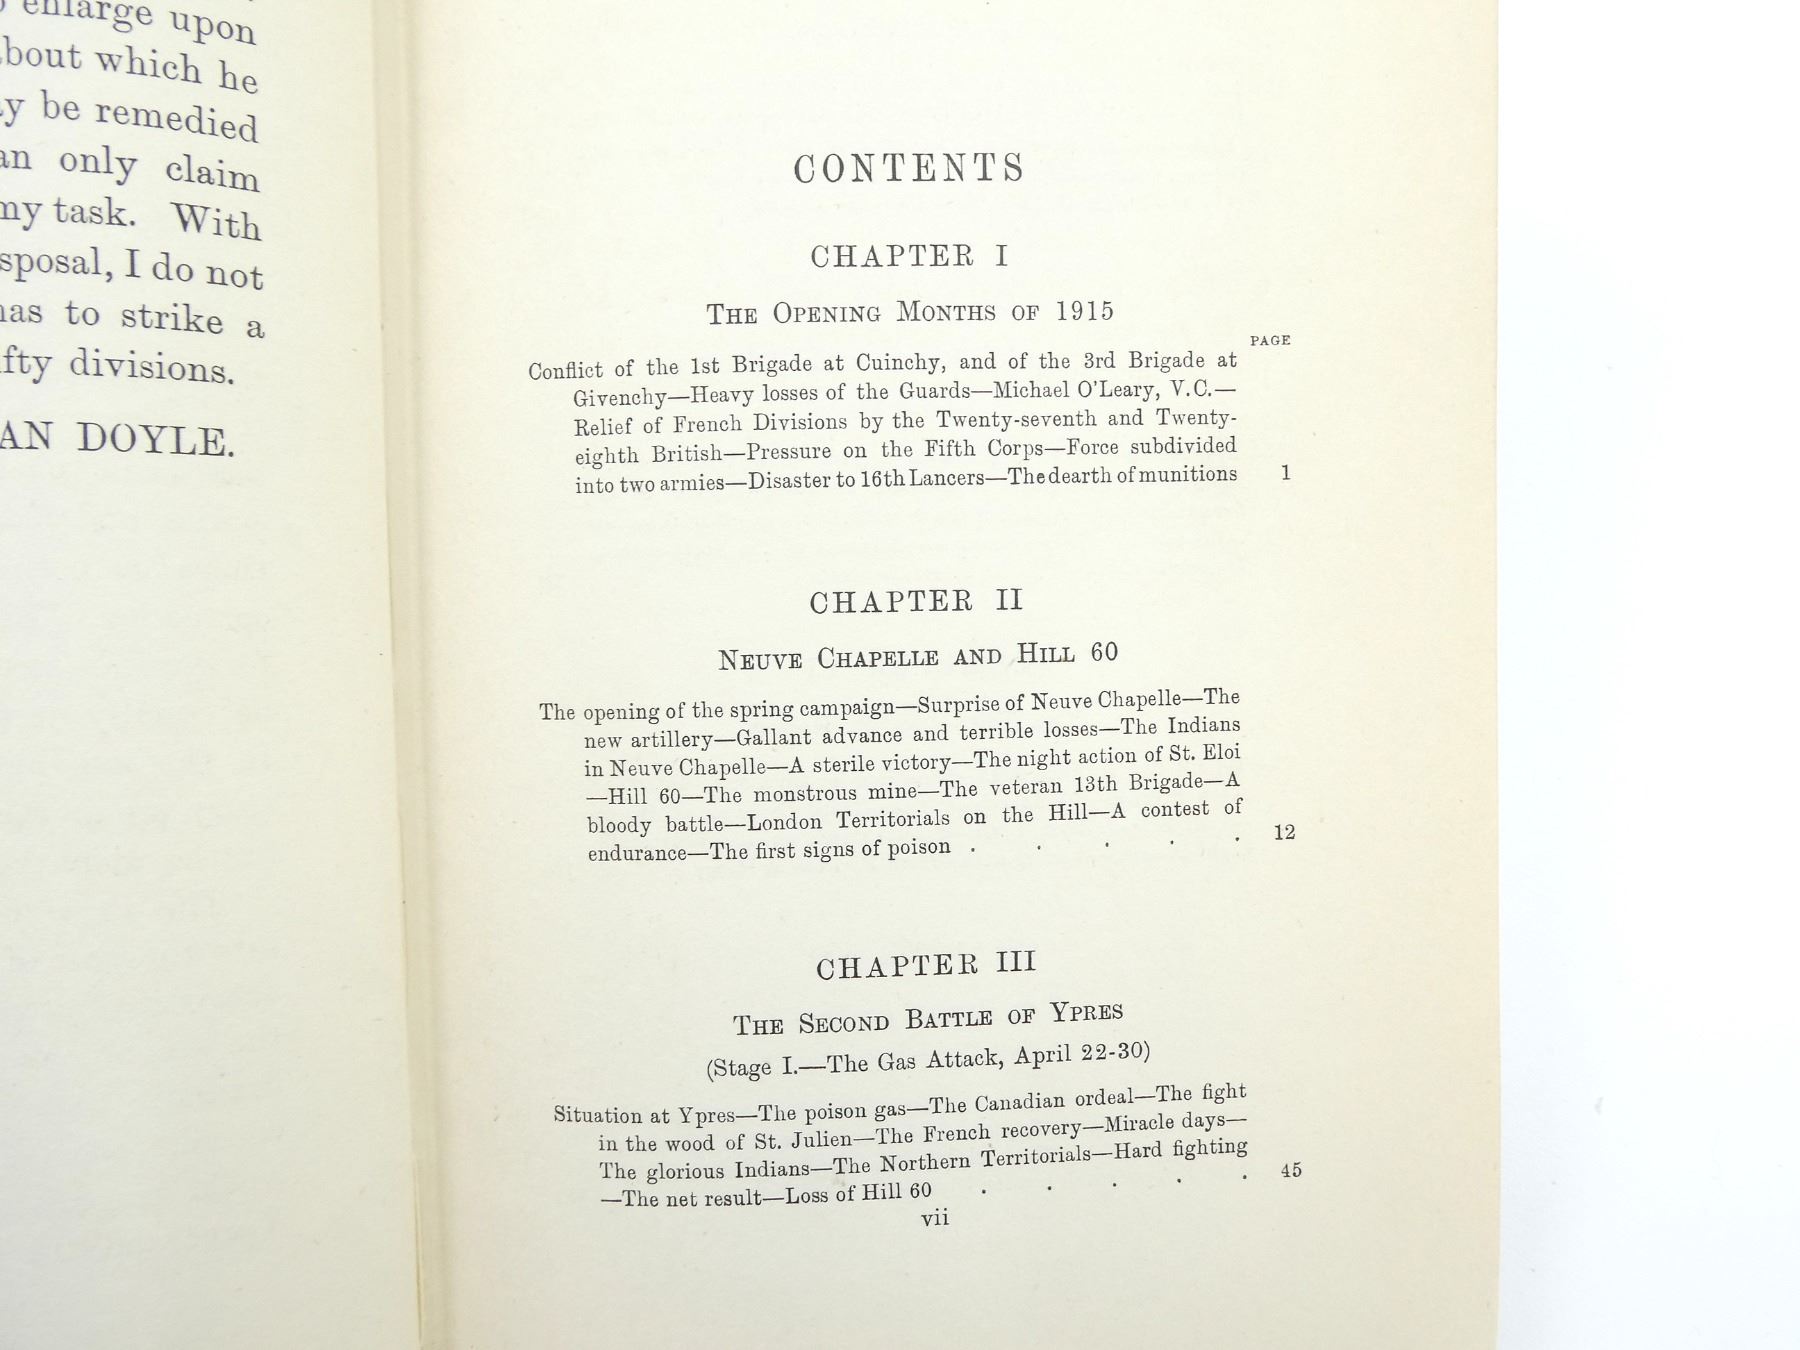 enlarge upon
which he
be remedied
only claim
my task. With
I do not
to strike a
divisions.
DOYLE.
CONTENTS
CHAPTER I
The Opening Months of 1915
PAGE
Conflict of the 1st Brigade at Cuinchy, and of the 3rd Brigade at
Givenchy—Heavy losses of the Guards—Michael O'Leary, V.C.—
Relief of French Divisions by the Twenty-seventh and Twenty-
eighth British—Pressure on the Fifth Corps—Force subdivided
into two armies—Disaster to 16th Lancers—The dearth of munitions 1
CHAPTER II
Neuve Chapelle and Hill 60
The opening of the spring campaign—Surprise of Neuve Chapelle—The
new artillery—Gallant advance and terrible losses—The Indians
in Neuve Chapelle—A sterile victory—The night action of St. Eloi
—Hill 60—The monstrous mine—The veteran 13th Brigade—A
bloody battle—London Territorials on the Hill—A contest of
endurance—The first signs of poison . . . . . 12
CHAPTER III
The Second Battle of Ypres
(Stage I.—The Gas Attack, April 22-30)
Situation at Ypres—The poison gas—The Canadian ordeal—The fight
in the wood of St. Julien—The French recovery—Miracle days—
The glorious Indians—The Northern Territorials—Hard fighting
—The net result—Loss of Hill 60 . . . . . 45
vii